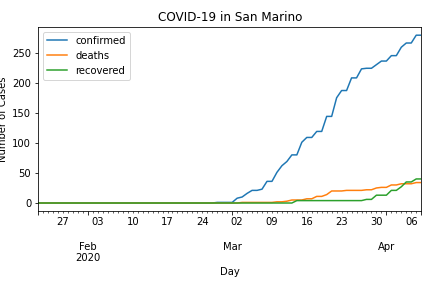 COVID-19 in San Marino
confirmed
deaths
recovered
Number of Cases
250
200
150
100
50
0
27 03 10 17 24 02 09 16 23 30 06
Feb Mar Apr
2020
Day